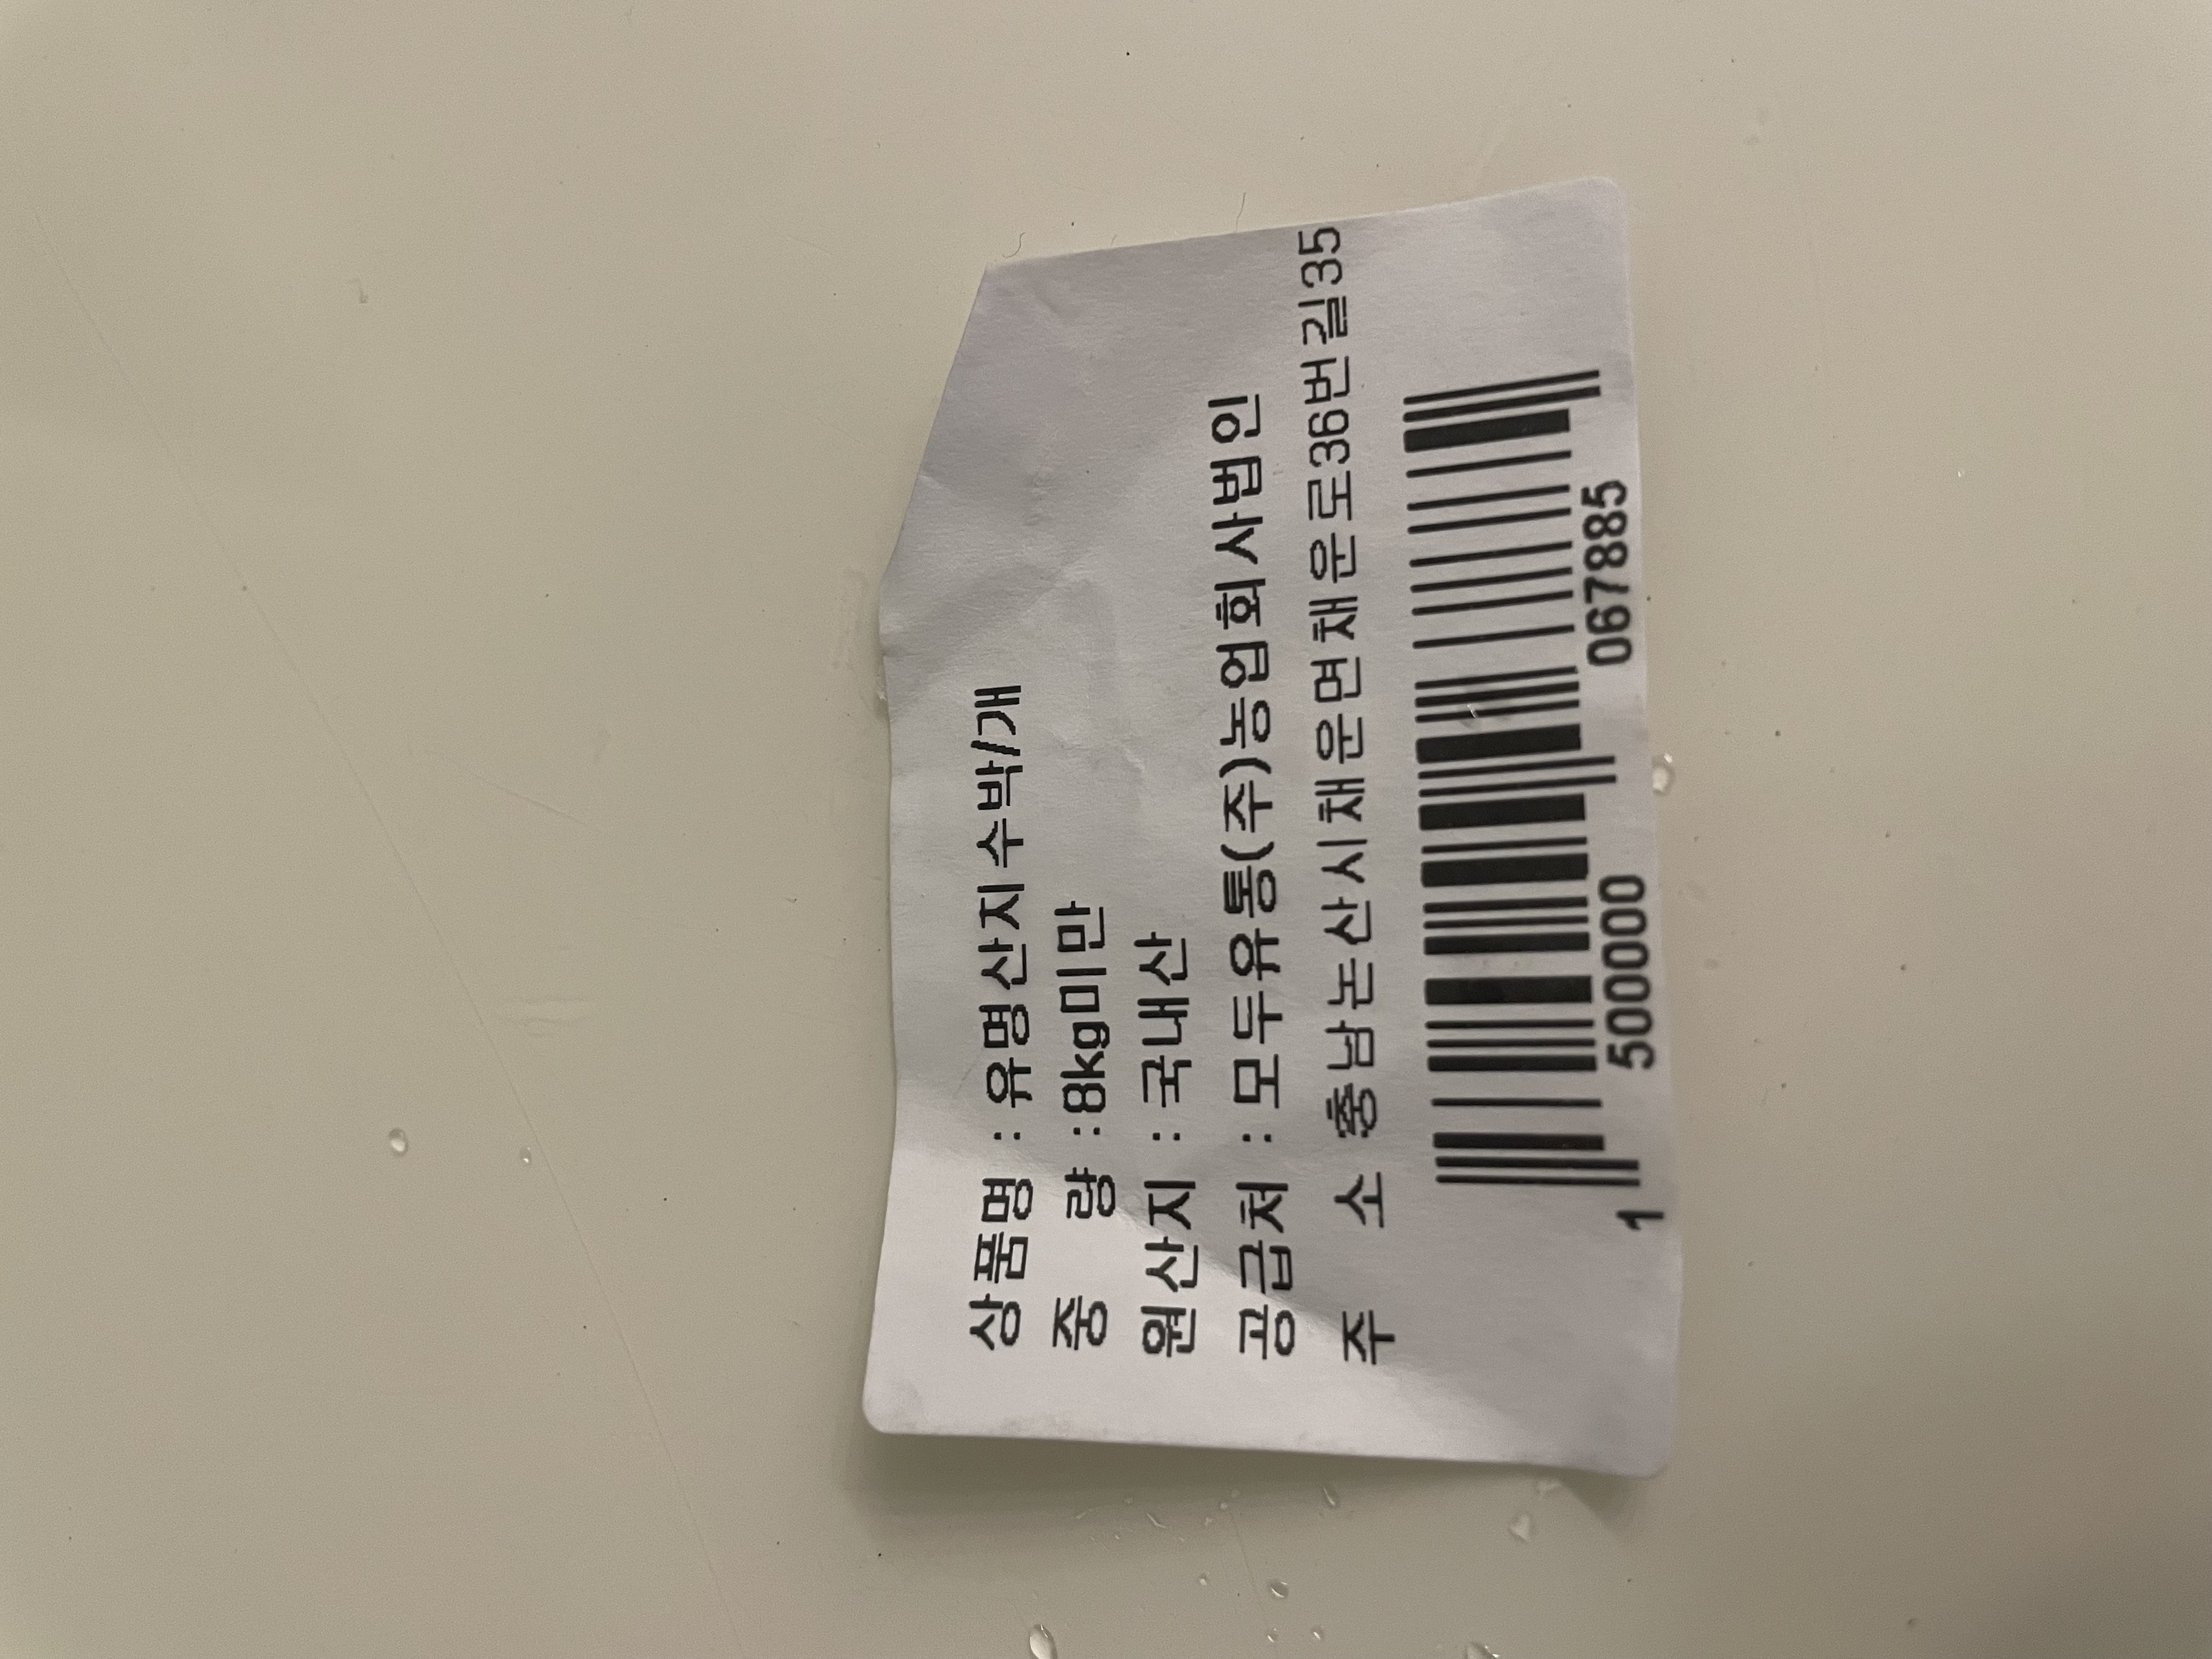 상품명 : 유명산지수박/개
중 량 :8kg미만
원산지 : 국내산
공급처 : 모두유통(주)농업회사법인
주 소 충남논산시채운면채운로36번길35
1 500000 067885